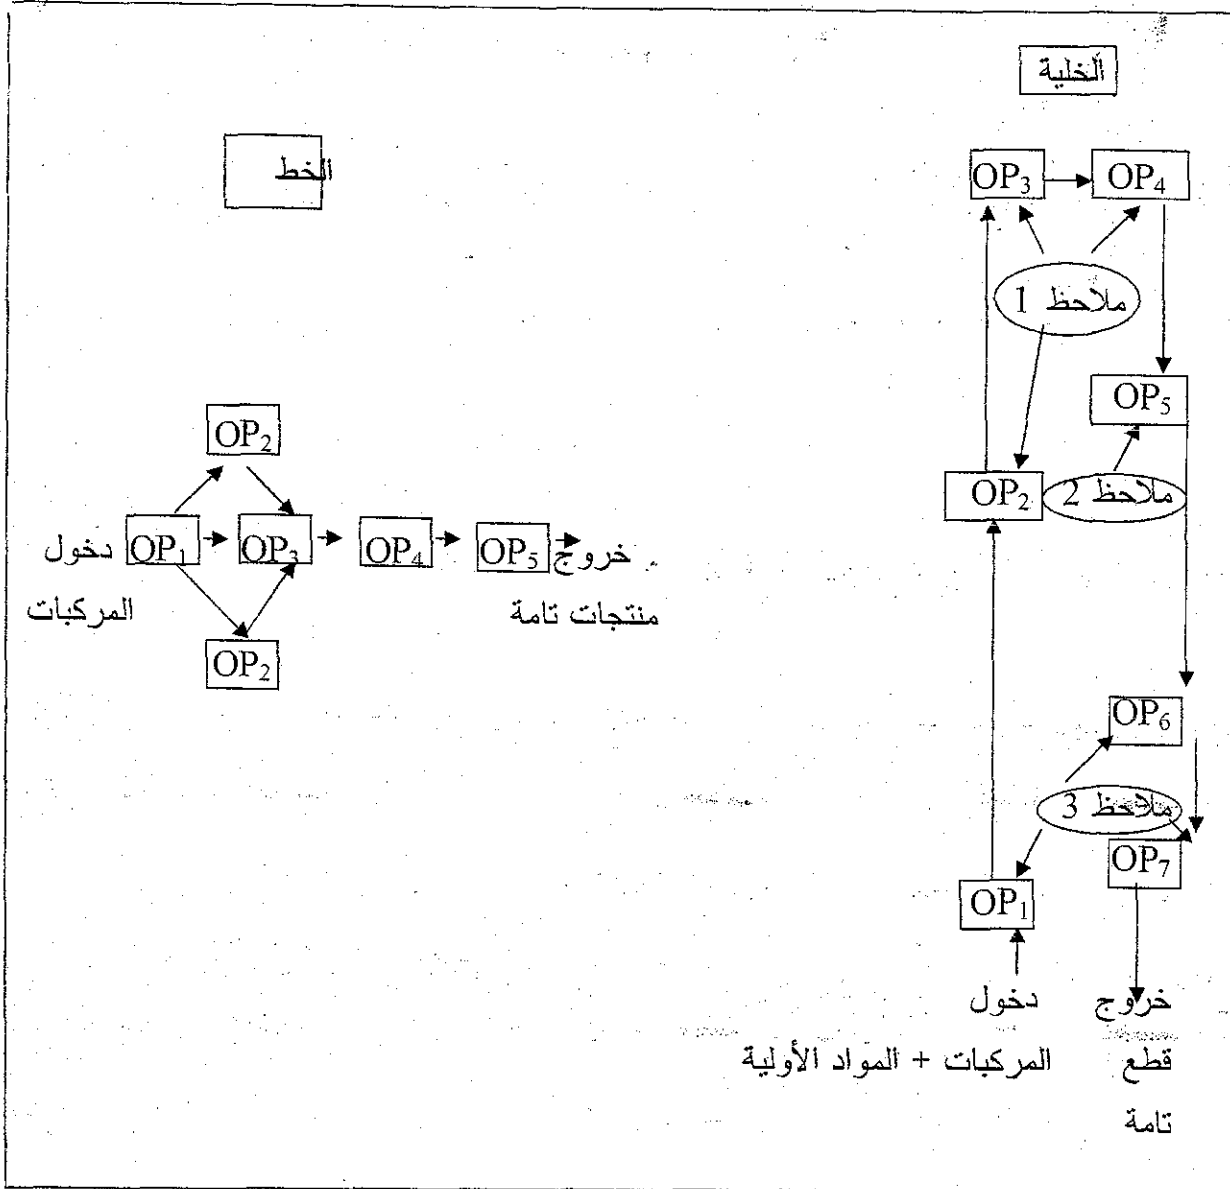 الخلية
الخط
OP₃ OP₄
ملاحظ 1
OP₅
OP₂
OP₂ ملاحظ 2
دخول OP₁ OP₃ OP₄ OP₅ خروج
المركبات منتجات تامة
OP₂
OP₆
ملاحظ 3
OP₇
OP₁
دخول خروج
المركبات + المواد الأولية قطع
تامة